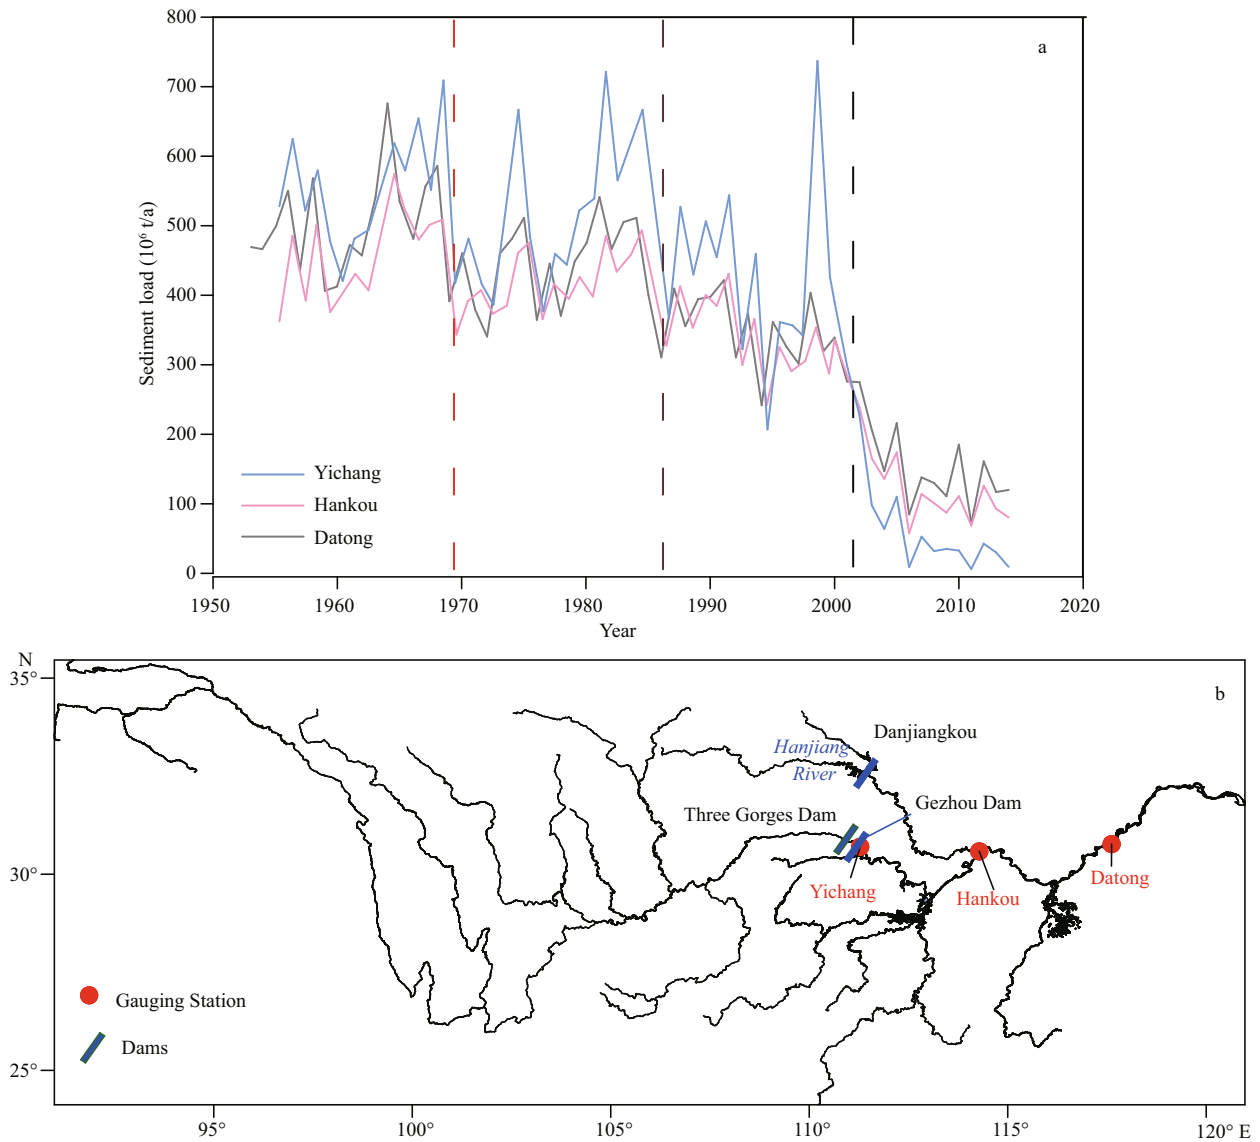 800
a
700
600
500
400
300
200
100
0
Sediment load (10⁶ t/a)
Yichang
Hankou
Datong
1950
1960
1970
1980
1990
2000
2010
2020
Year
N
35°
30°
25°
b
Danjiangkou
Hanjiang
River
Gezhou Dam
Three Gorges Dam
Yichang
Hankou
Datong
Gauging Station
Dams
95°
100°
105°
110°
115°
120° E